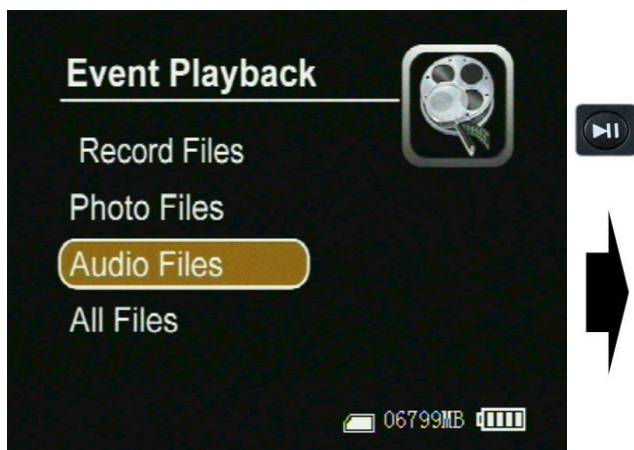 Event Playback
Record Files
Photo Files
Audio Files
All Files
06799MB